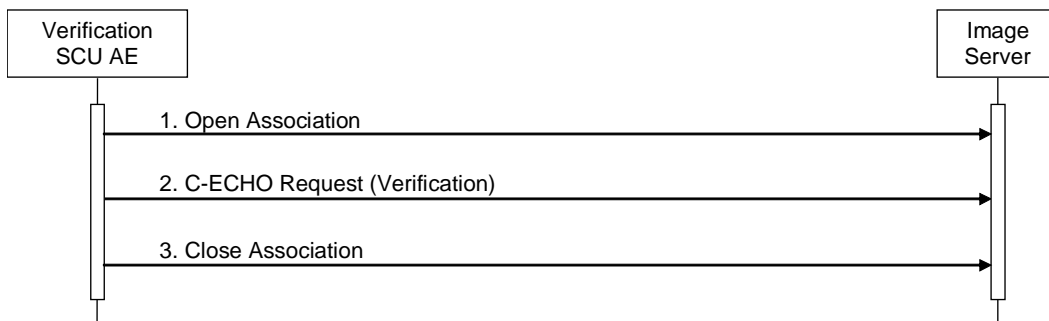 Verification
SCU AE
Image
Server
1. Open Association
2. C-ECHO Request (Verification)
3. Close Association